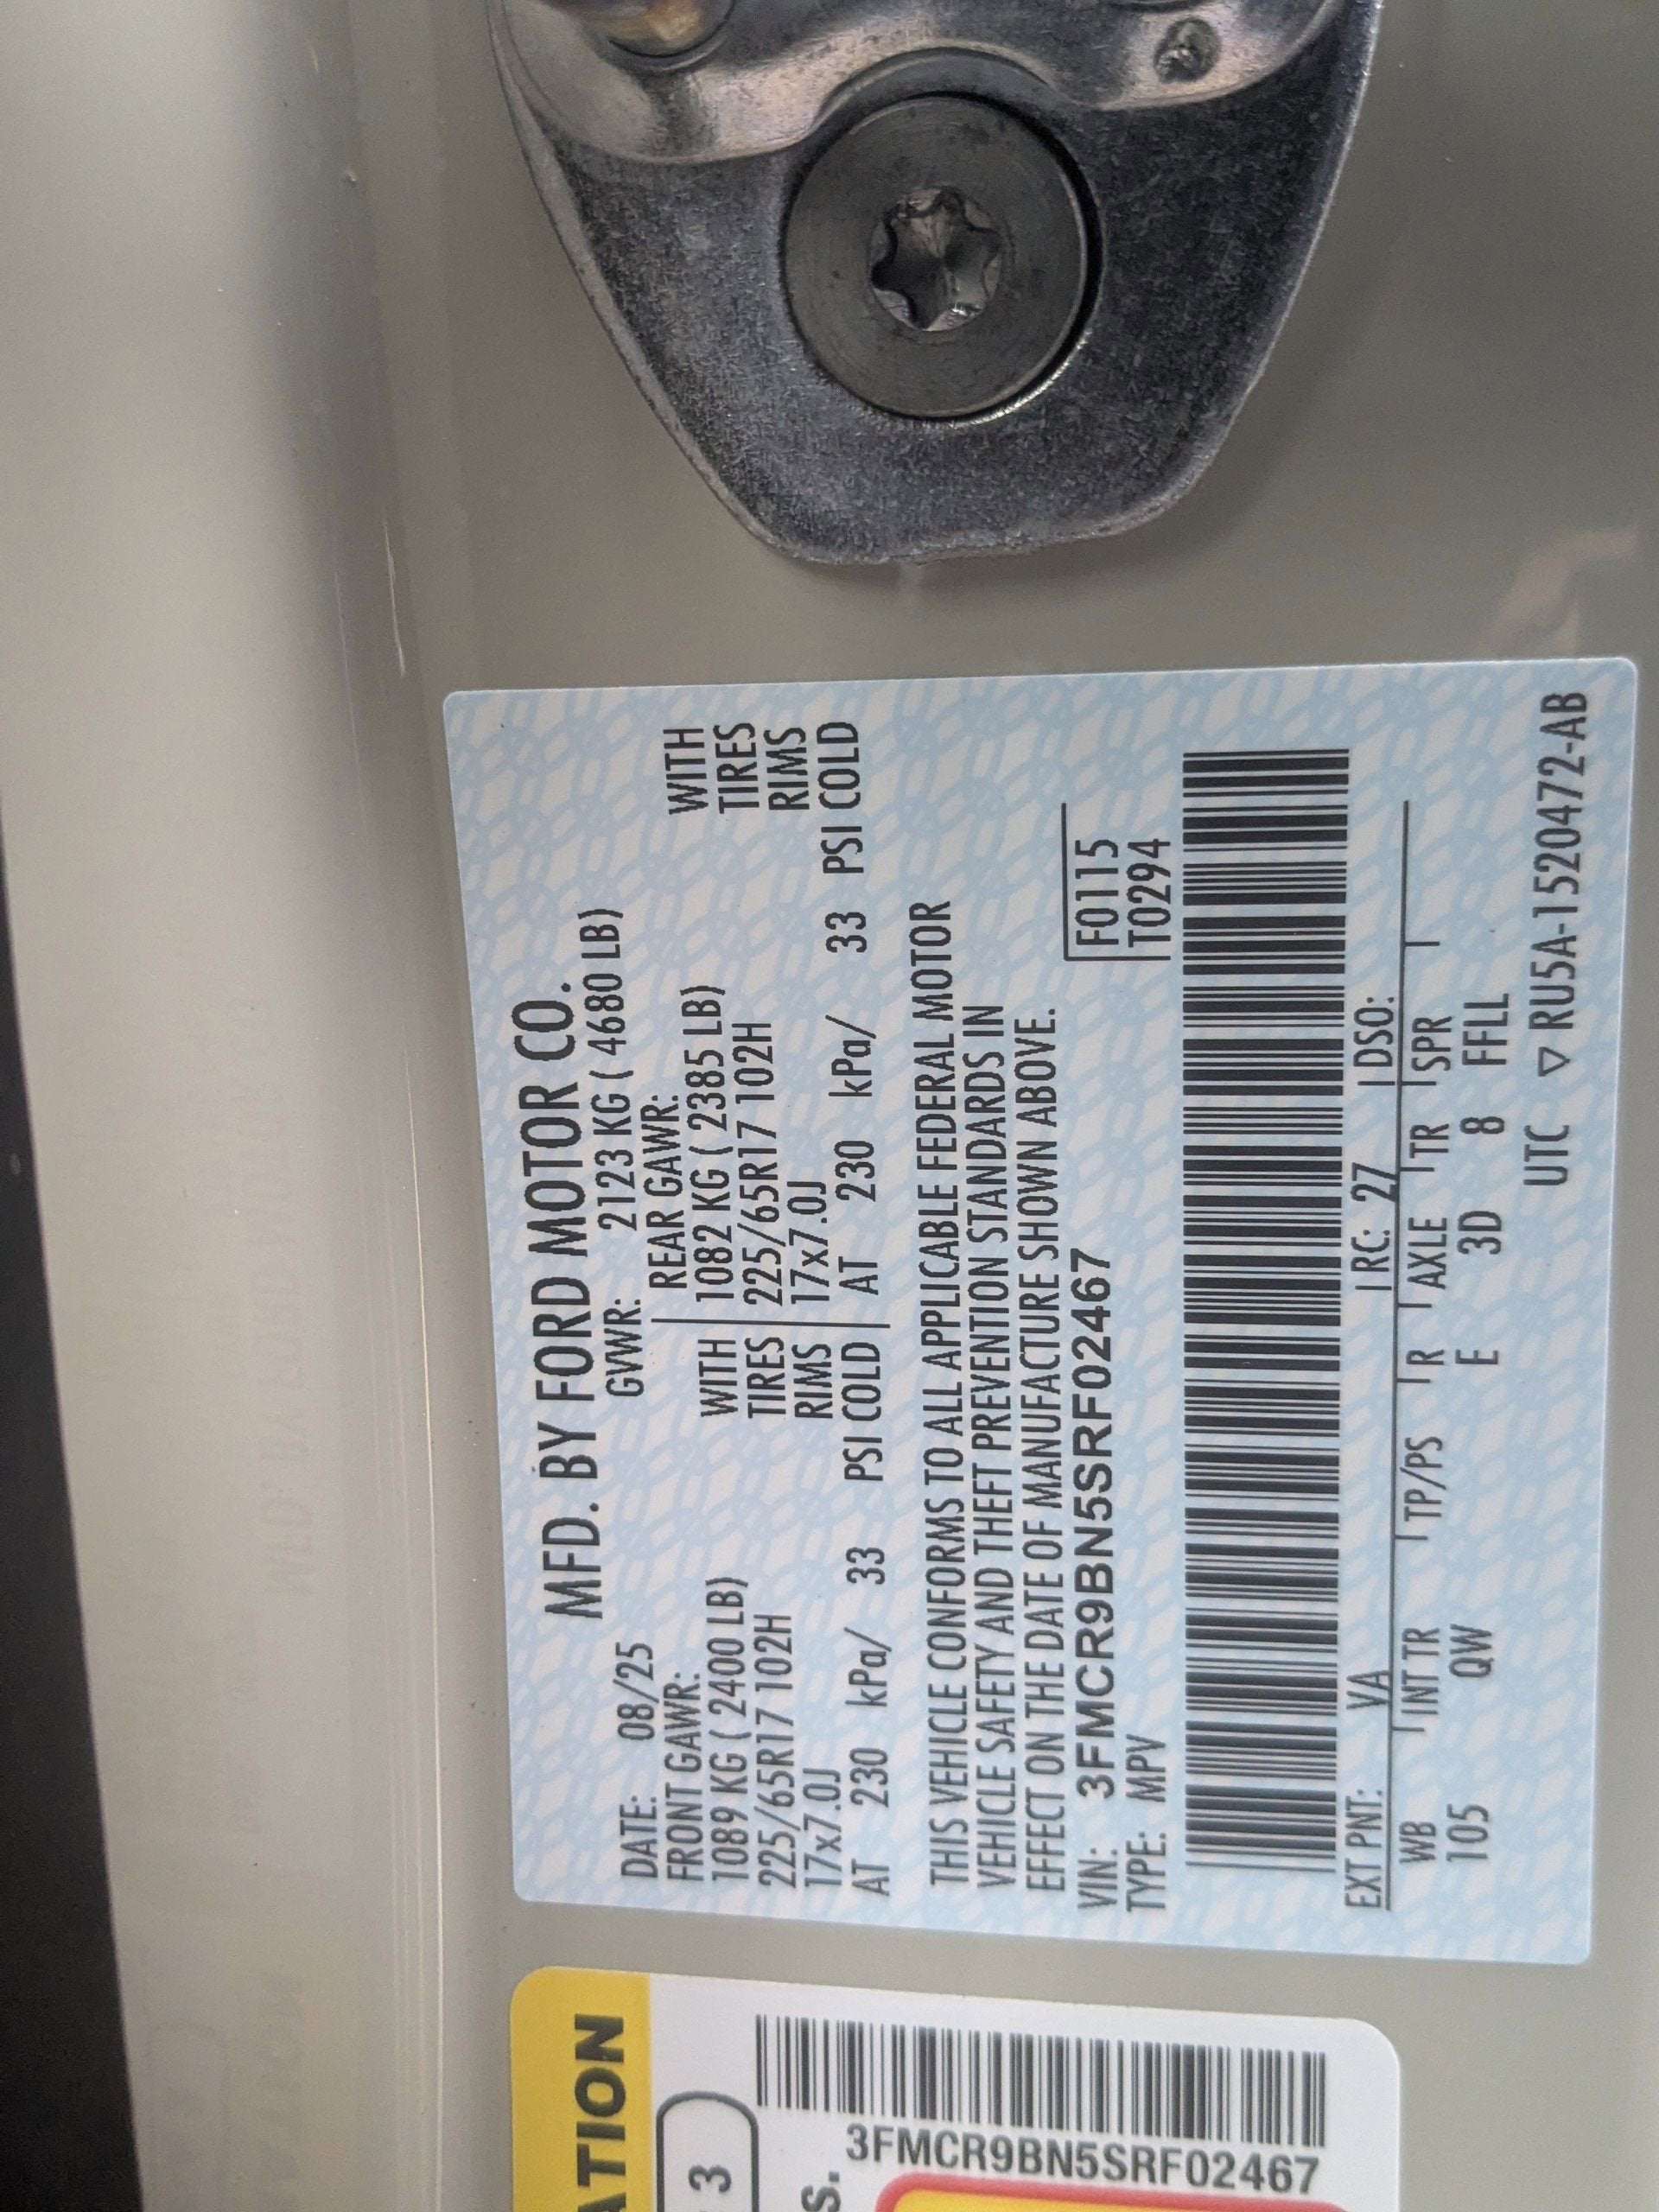 MFD. BY FORD MOTOR CO.
DATE: 08/25 GVWR: 2123 KG ( 4680 LB)
FRONT GAWR: REAR GAWR:
1089 KG ( 2400 LB) WITH 1082 KG ( 2385 LB) WITH
225/65R17 102H TIRES 225/65R17 102H TIRES
17x7.0J RIMS 17x7.0J RIMS
AT 230 kPa/ 33 PSI COLD AT 230 kPa/ 33 PSI COLD
THIS VEHICLE CONFORMS TO ALL APPLICABLE FEDERAL MOTOR
VEHICLE SAFETY AND THEFT PREVENTION STANDARDS IN
EFFECT ON THE DATE OF MANUFACTURE SHOWN ABOVE.
VIN: 3FMCR9BN5SRF02467 F0115
TYPE: MPV T0294
EXT PNT: VA RC: 27 DSO:
WB INT TR TP/PS R AXLE TR SPR
105 QW E 3D 8 FFLL
UTC ▽ RU5A-1520472-AB
ATION
3
S.
3FMCR9BN5SRF02467